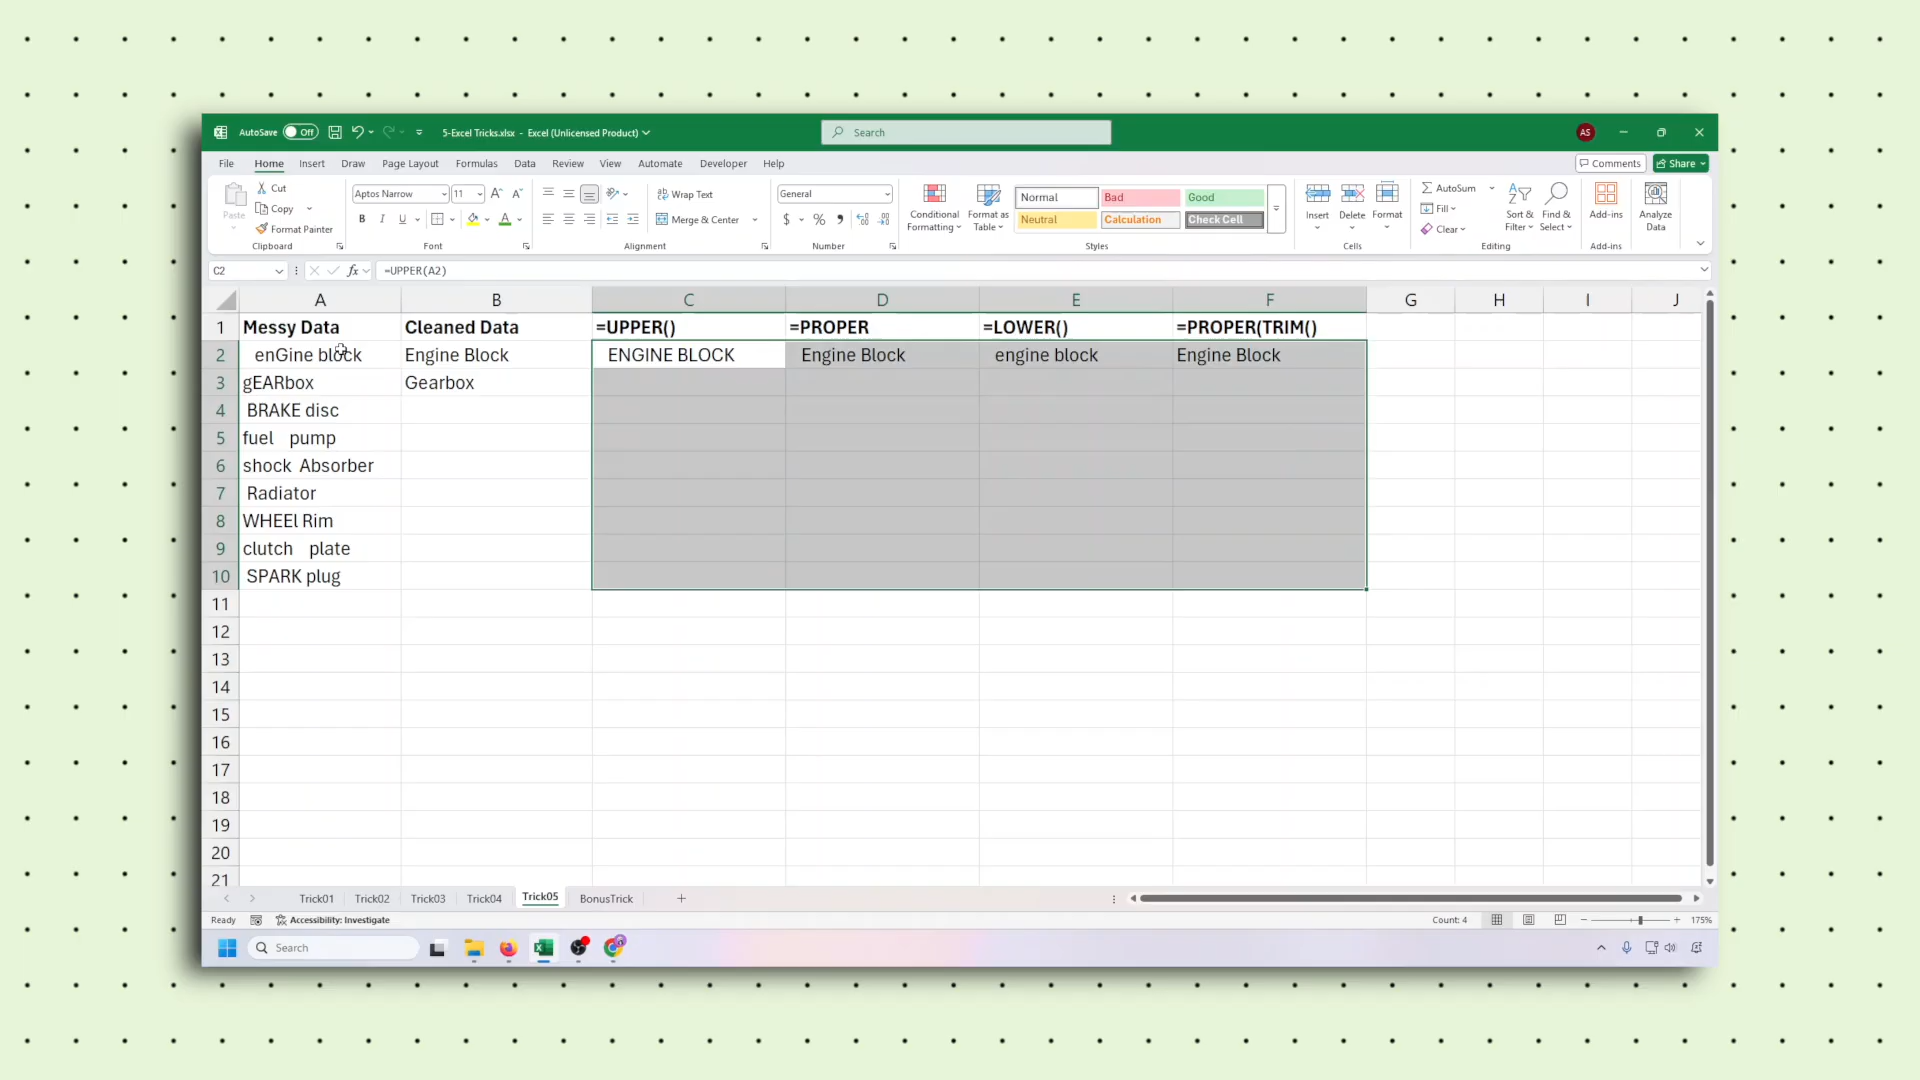 AutoSave Off 5-Excel Tricks.xlsx - Excel (Unlicensed Product) Search AS
File Home Insert Draw Page Layout Formulas Data Review View Automate Developer Help Comments Share
Paste Cut Copy Format Painter Clipboard
Aptos Narrow 11 B I U A Font
Wrap Text Merge & Center Alignment
General $ % Number
Conditional Formatting Format as Table
Normal Bad Good
Neutral Calculation Check Cell
Styles
Insert Delete Format Cells
AutoSum Fill Clear Sort & Filter Find & Select Editing
Add-ins Add-ins
Analyze Data
C2 fx =UPPER(A2)
A B C D E F G H I J
1 Messy Data Cleaned Data =UPPER() =PROPER =LOWER() =PROPER(TRIM()
2 enGine block Engine Block ENGINE BLOCK Engine Block engine block Engine Block
3 gEARbox Gearbox
4 BRAKE disc
5 fuel   pump
6 shock  Absorber
7 Radiator
8 WHEEl Rim
9 clutch   plate
10 SPARK plug
11
12
13
14
15
16
17
18
19
20
21
Trick01 Trick02 Trick03 Trick04 Trick05 BonusTrick +
Ready Accessibility: Investigate Count: 4 - + 175%
Search